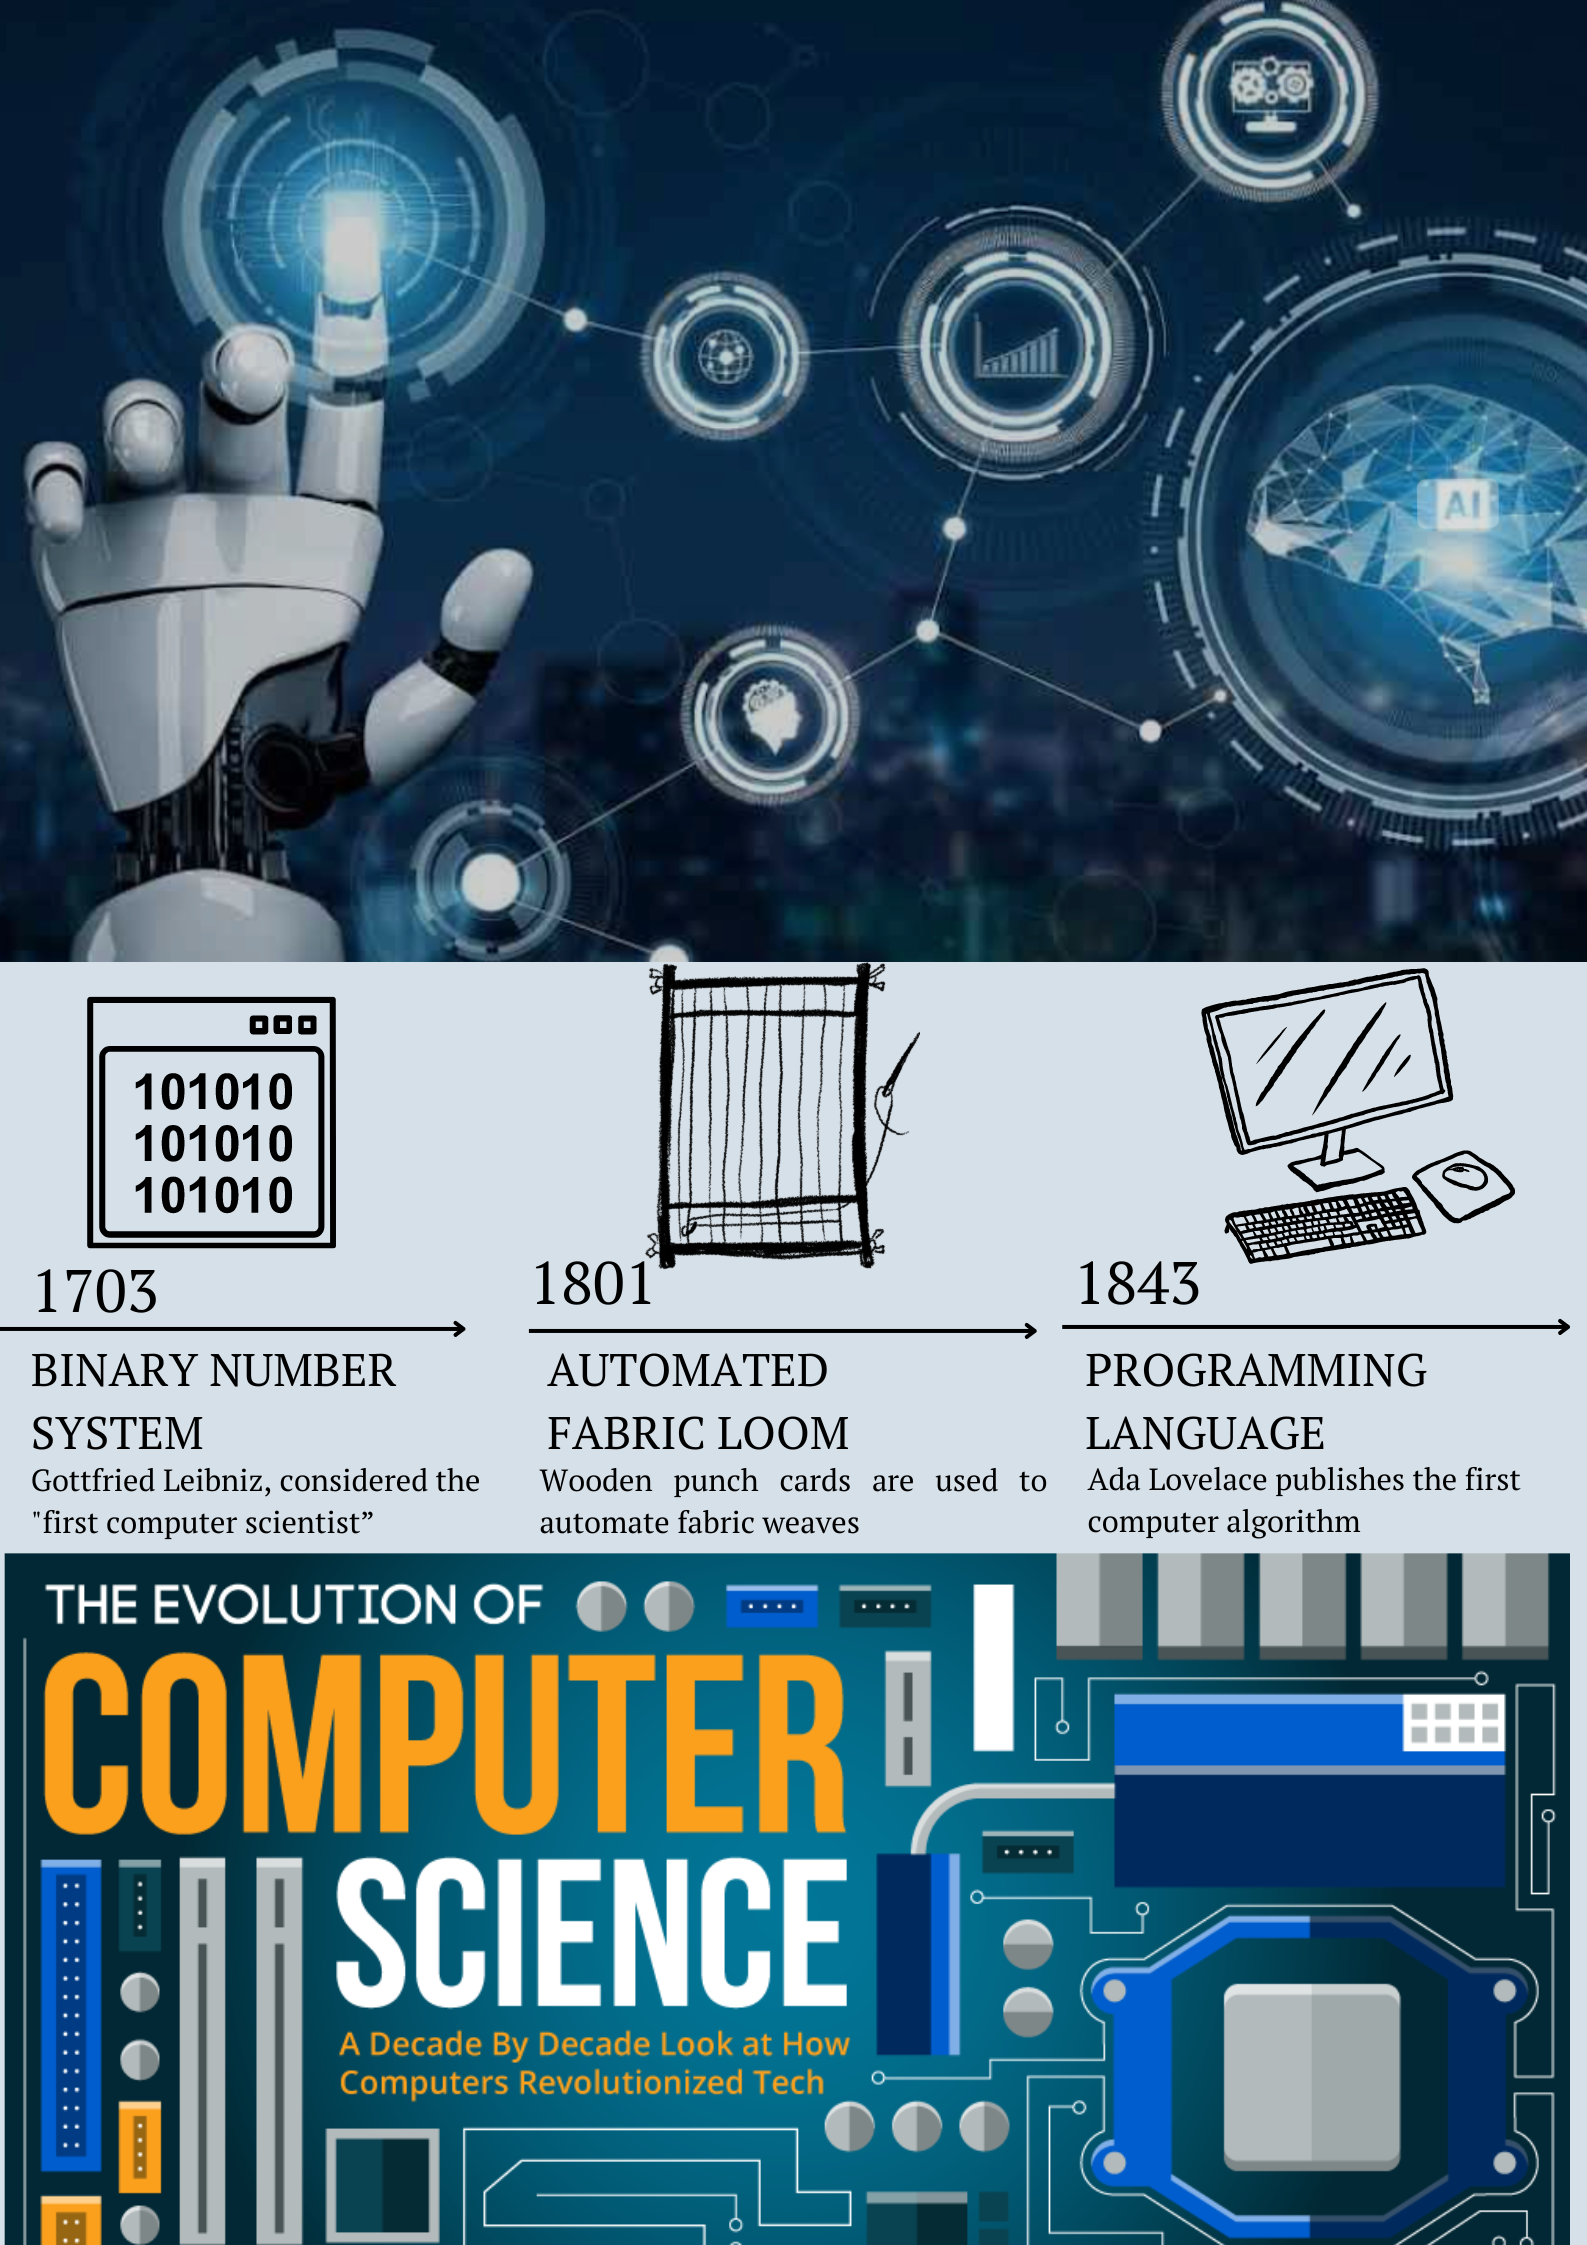 AI
101010
101010
101010
1703
1801
1843
BINARY NUMBER
SYSTEM
Gottfried Leibniz, considered the
"first computer scientist”
AUTOMATED
FABRIC LOOM
Wooden punch cards are used to
automate fabric weaves
PROGRAMMING
LANGUAGE
Ada Lovelace publishes the first
computer algorithm
THE EVOLUTION OF
COMPUTER
SCIENCE
A Decade By Decade Look at How
Computers Revolutionized Tech